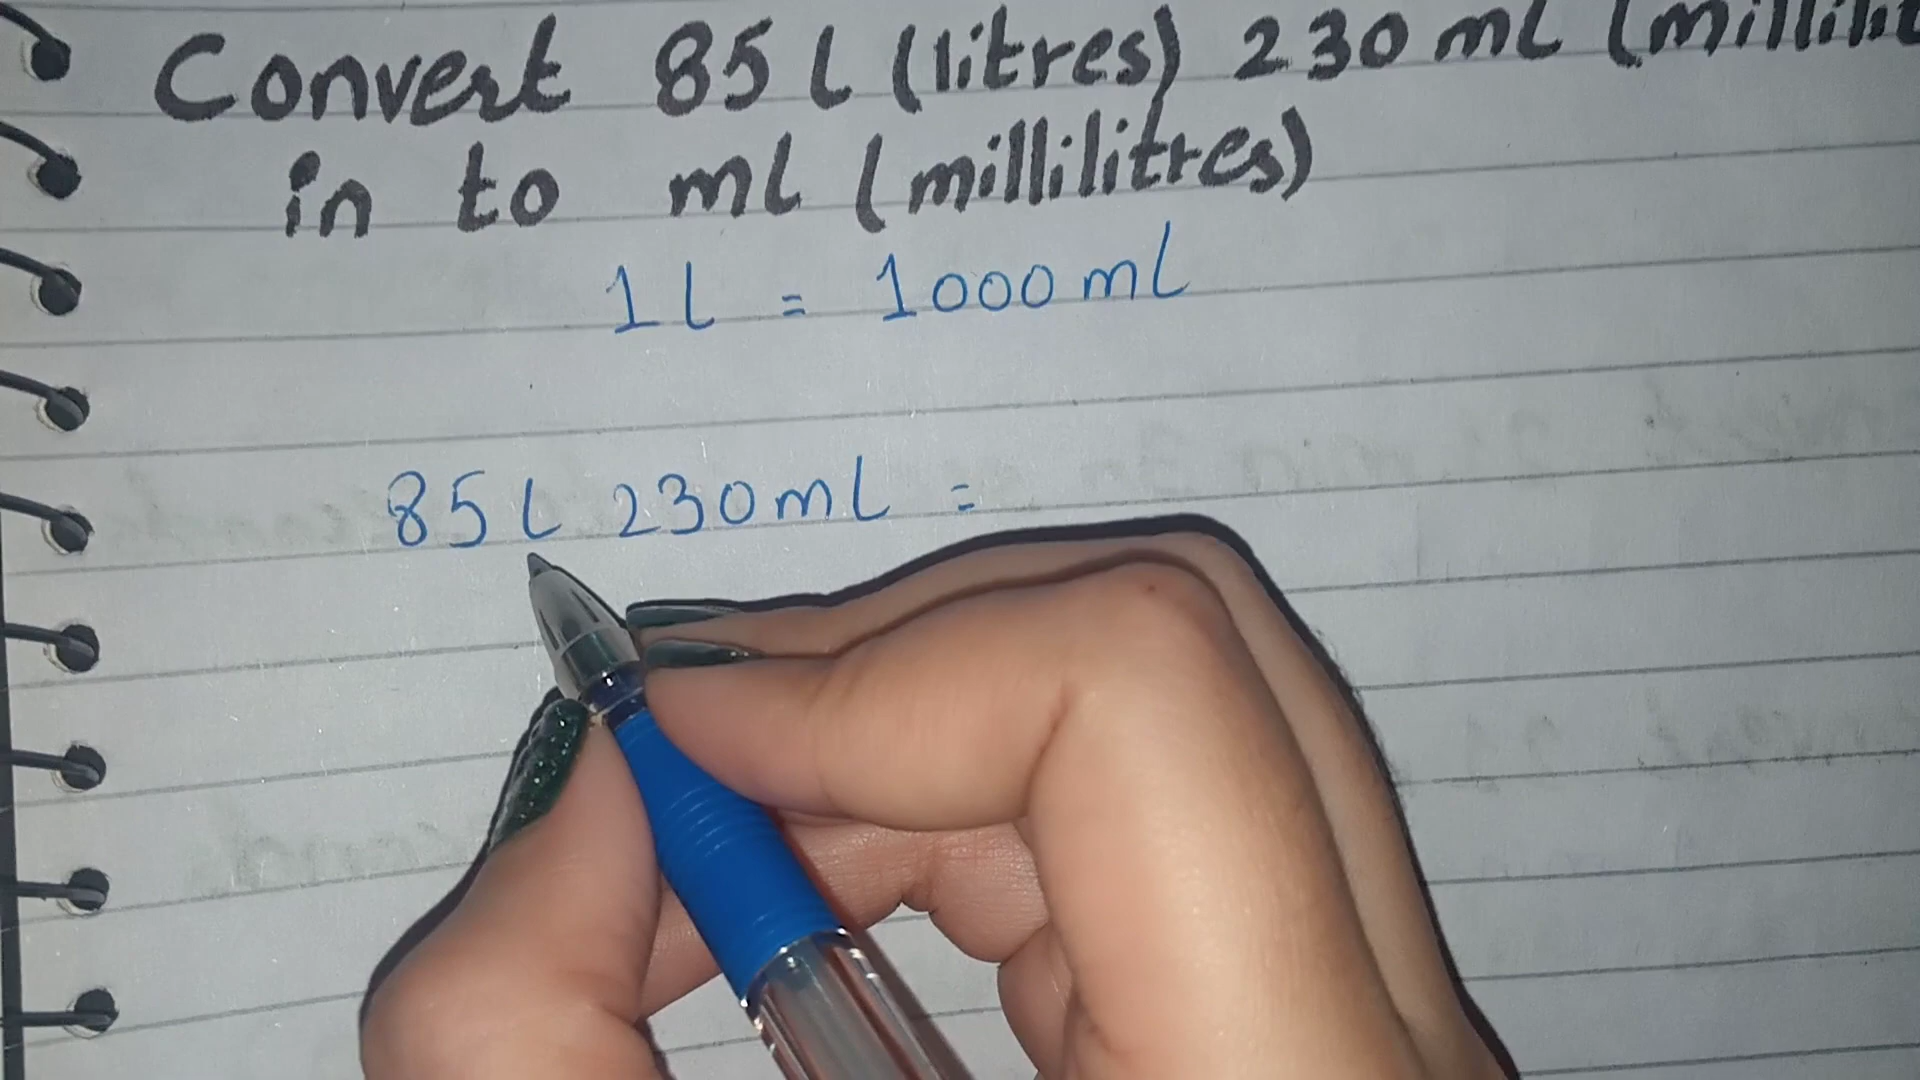 Convert 85 l (litres) 230 ml
in to ml (millilitres)
1 l = 1000 ml
85 l 230 ml =